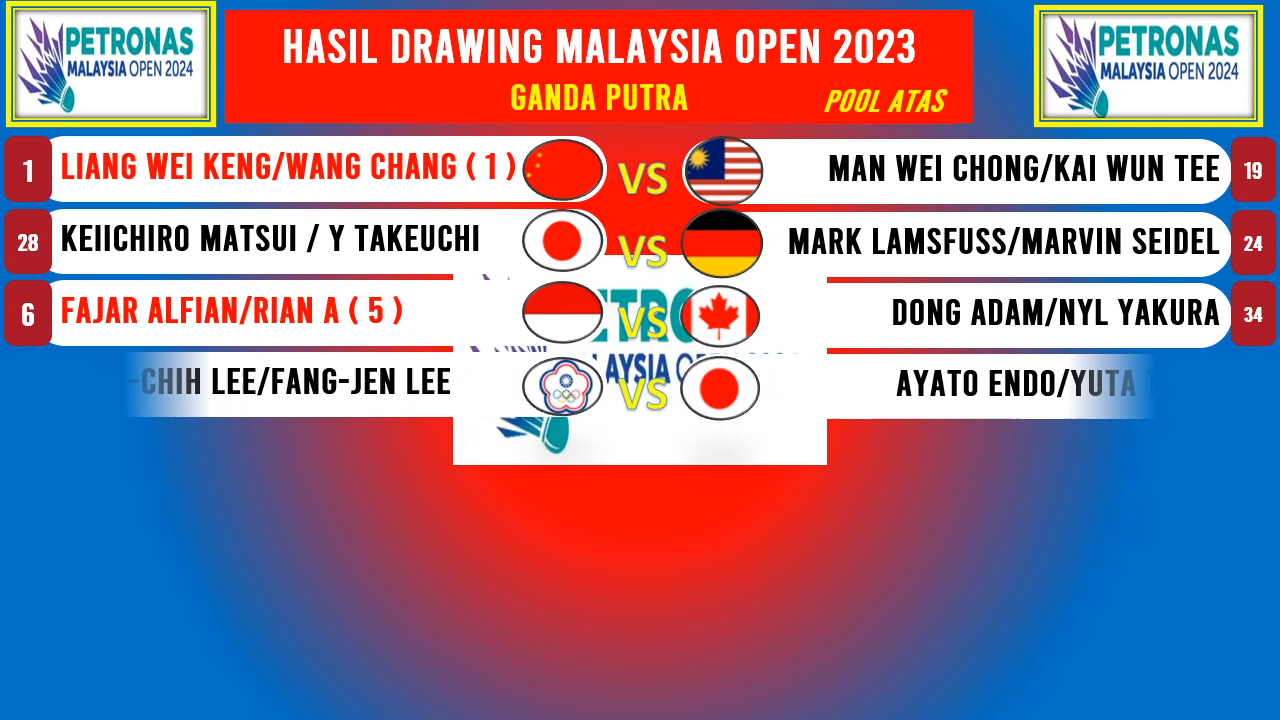 PETRONAS
MALAYSIA OPEN 2024
HASIL DRAWING MALAYSIA OPEN 2023
GANDA PUTRA
POOL ATAS
PETRONAS
MALAYSIA OPEN 2024
1 LIANG WEI KENG/WANG CHANG ( 1 ) VS MAN WEI CHONG/KAI WUN TEE 19
28 KEIICHIRO MATSUI / Y TAKEUCHI VS MARK LAMSFUSS/MARVIN SEIDEL 24
6 FAJAR ALFIAN/RIAN A ( 5 ) VS DONG ADAM/NYL YAKURA 34
-CHIH LEE/FANG-JEN LEE VS AYATO ENDO/YUTA